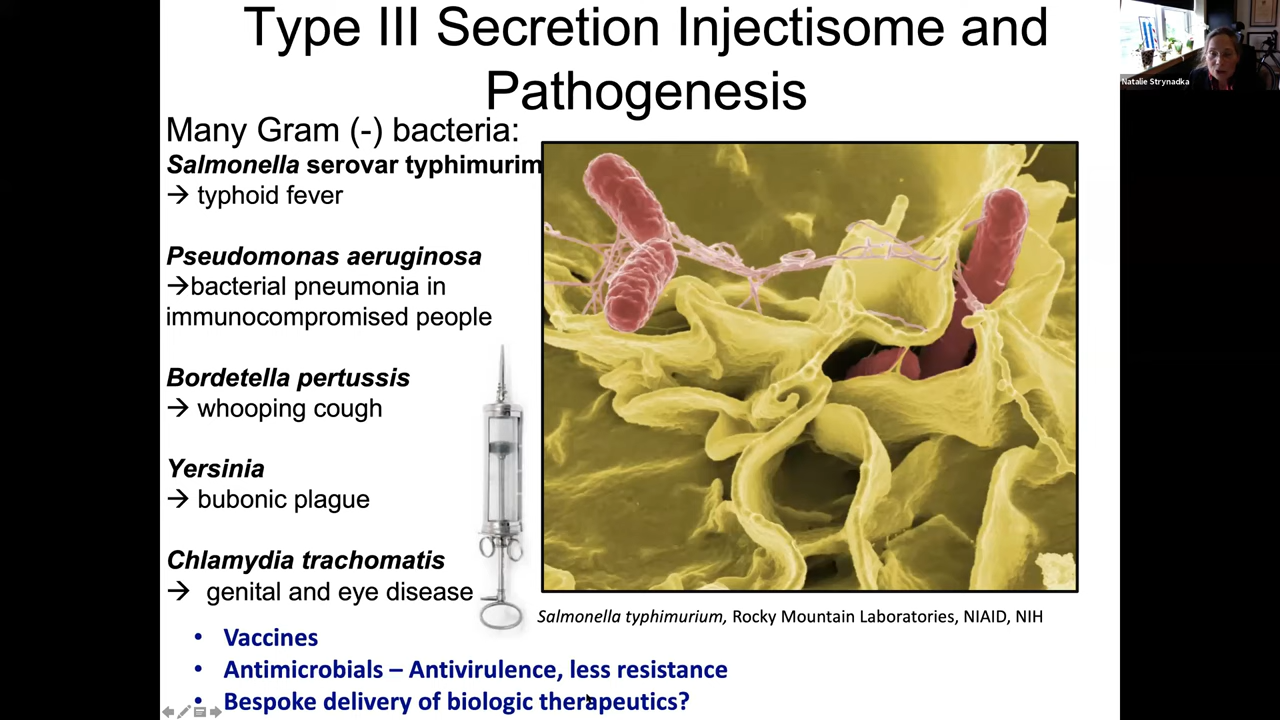 Type III Secretion Injectisome and
Pathogenesis
Many Gram (-) bacteria:
Salmonella serovar typhimurim
→ typhoid fever
Pseudomonas aeruginosa
→bacterial pneumonia in
immunocompromised people
Bordetella pertussis
→ whooping cough
Yersinia
→ bubonic plague
Chlamydia trachomatis
→ genital and eye disease
Salmonella typhimurium, Rocky Mountain Laboratories, NIAID, NIH
• Vaccines
• Antimicrobials – Antivirulence, less resistance
• Bespoke delivery of biologic therapeutics?
Natalie Strynadka